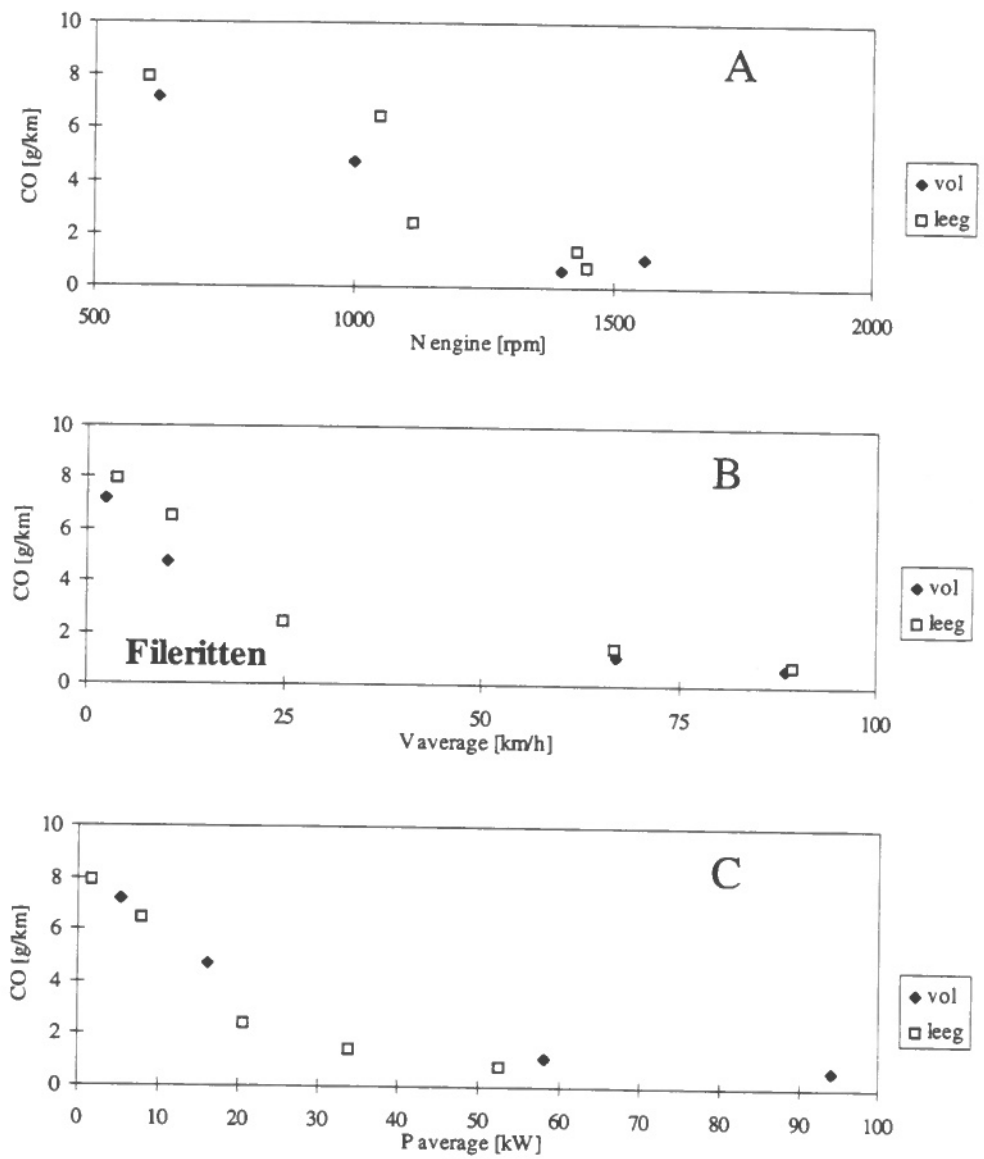 10
A
8
6
CO [g/km]
4
2
0
500 1000 1500 2000
N engine [rpm]
vol
leeg
10
B
8
6
CO [g/km]
4
2
Fileritten
0
0 25 50 75 100
V average [km/h]
vol
leeg
10
C
8
6
CO [g/km]
4
2
0
0 10 20 30 40 50 60 70 80 90 100
P average [kW]
vol
leeg